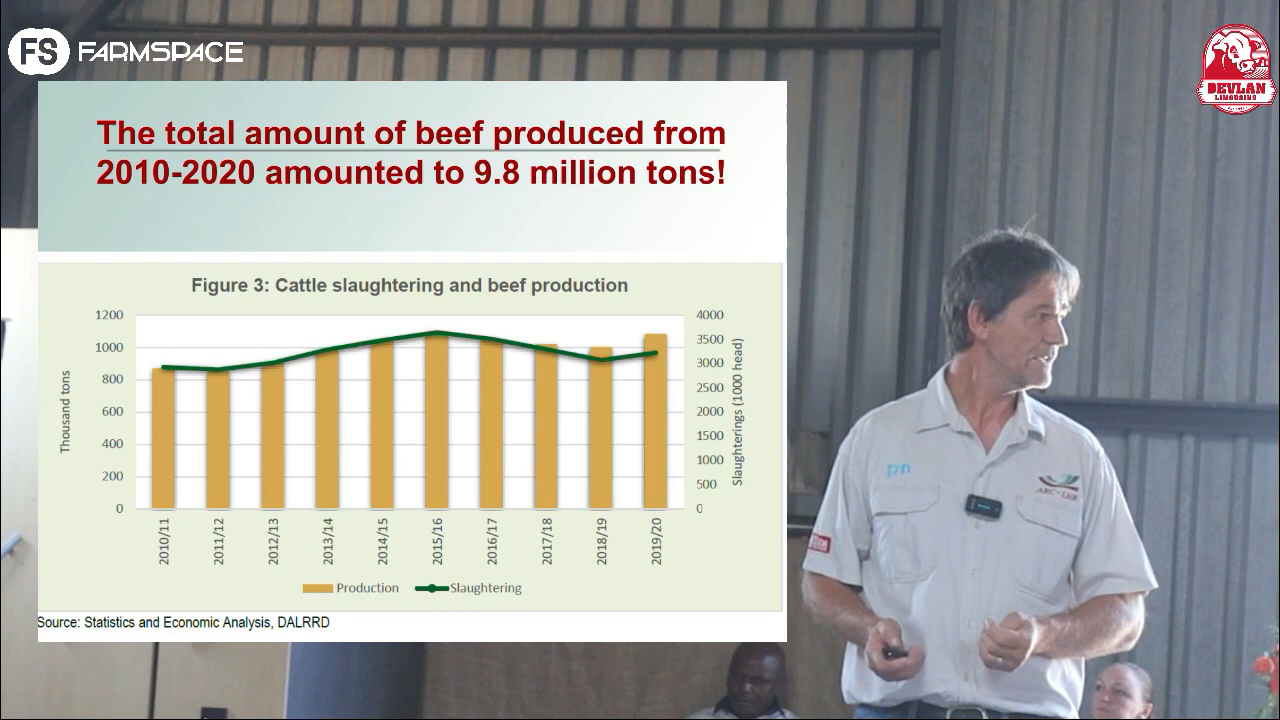 FS FARMSPACE
DEVLAN
LIMOUSINS
The total amount of beef produced from
2010-2020 amounted to 9.8 million tons!
Figure 3: Cattle slaughtering and beef production
Thousand tons
1200
1000
800
600
400
200
0
4000
3500
3000
2500
2000
1500
1000
500
0
Slaughterings (1000 head)
2010/11
2011/12
2012/13
2013/14
2014/15
2015/16
2016/17
2017/18
2018/19
2019/20
Production
Slaughtering
Source: Statistics and Economic Analysis, DALRRD
ARC • LNR